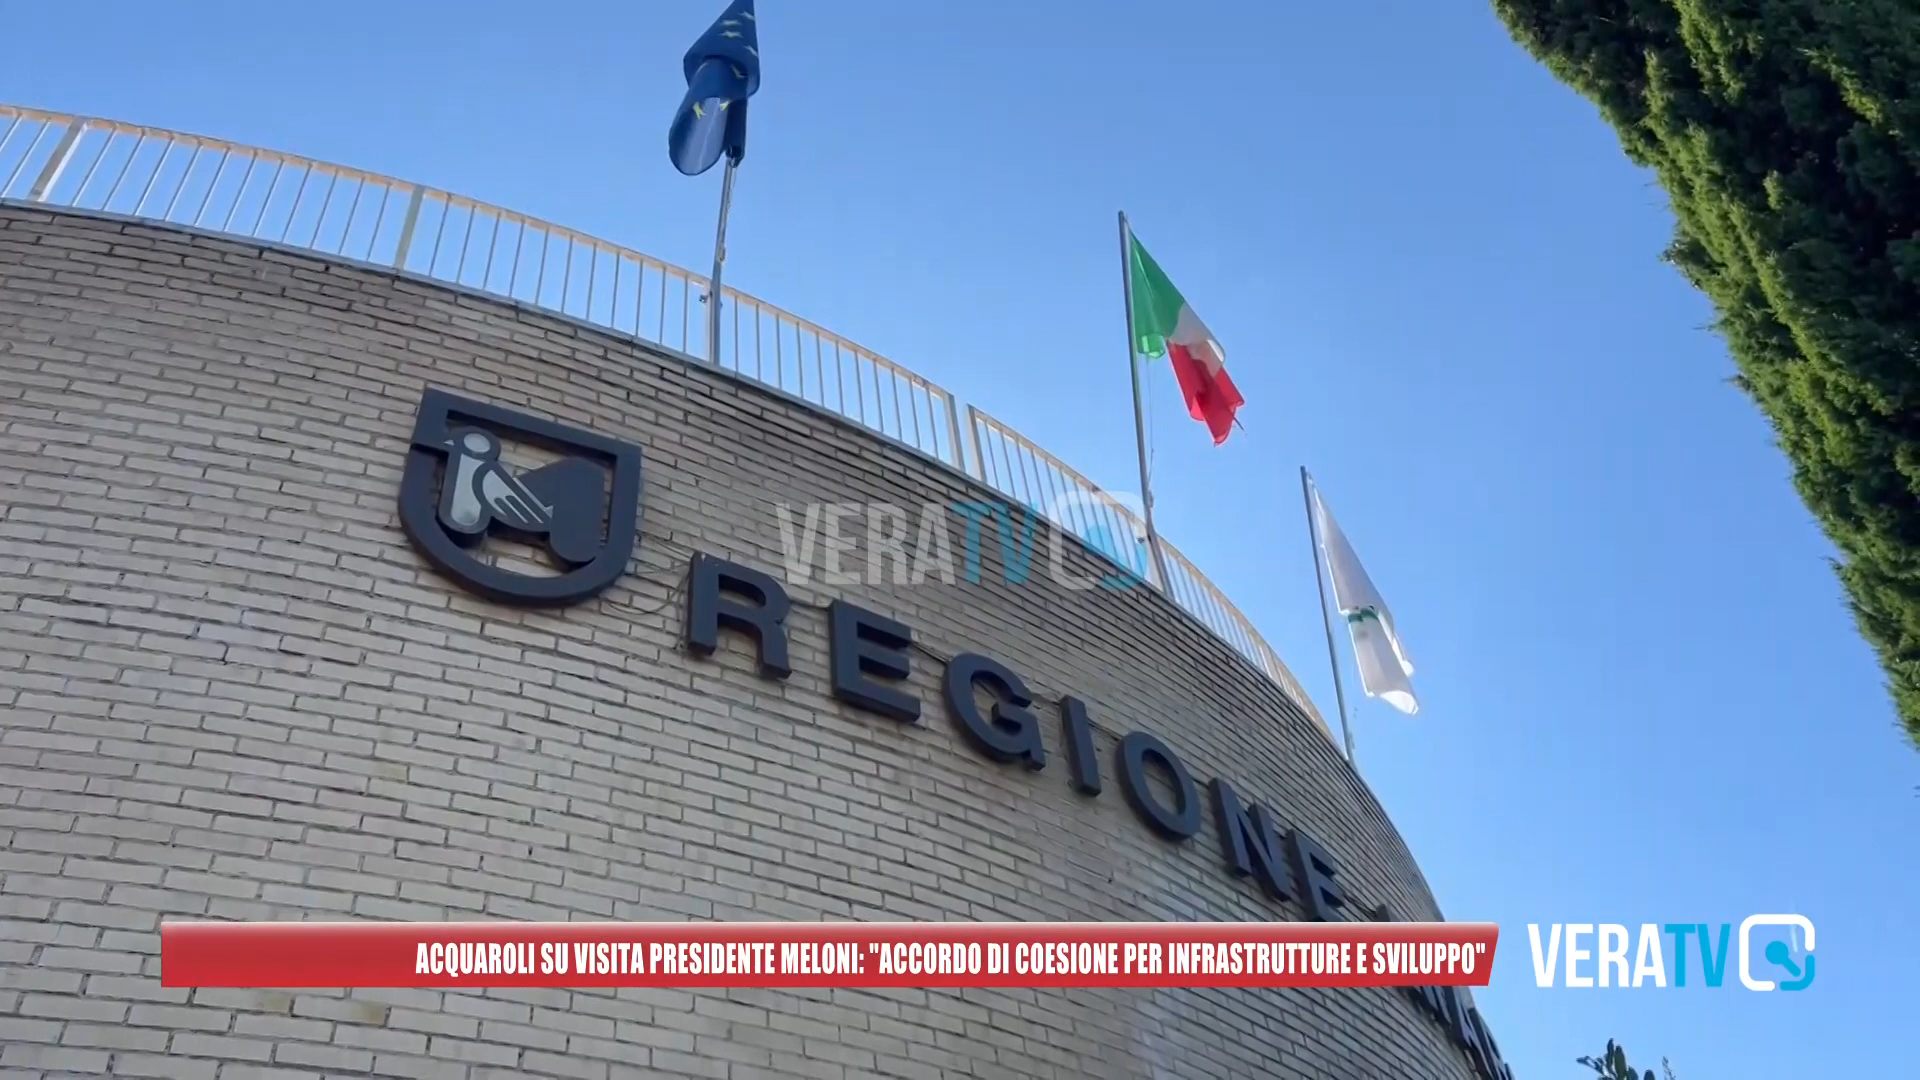 VERATV
REGIONE
ACQUAROLI SU VISITA PRESIDENTE MELONI: "ACCORDO DI COESIONE PER INFRASTRUTTURE E SVILUPPO"
VERATV